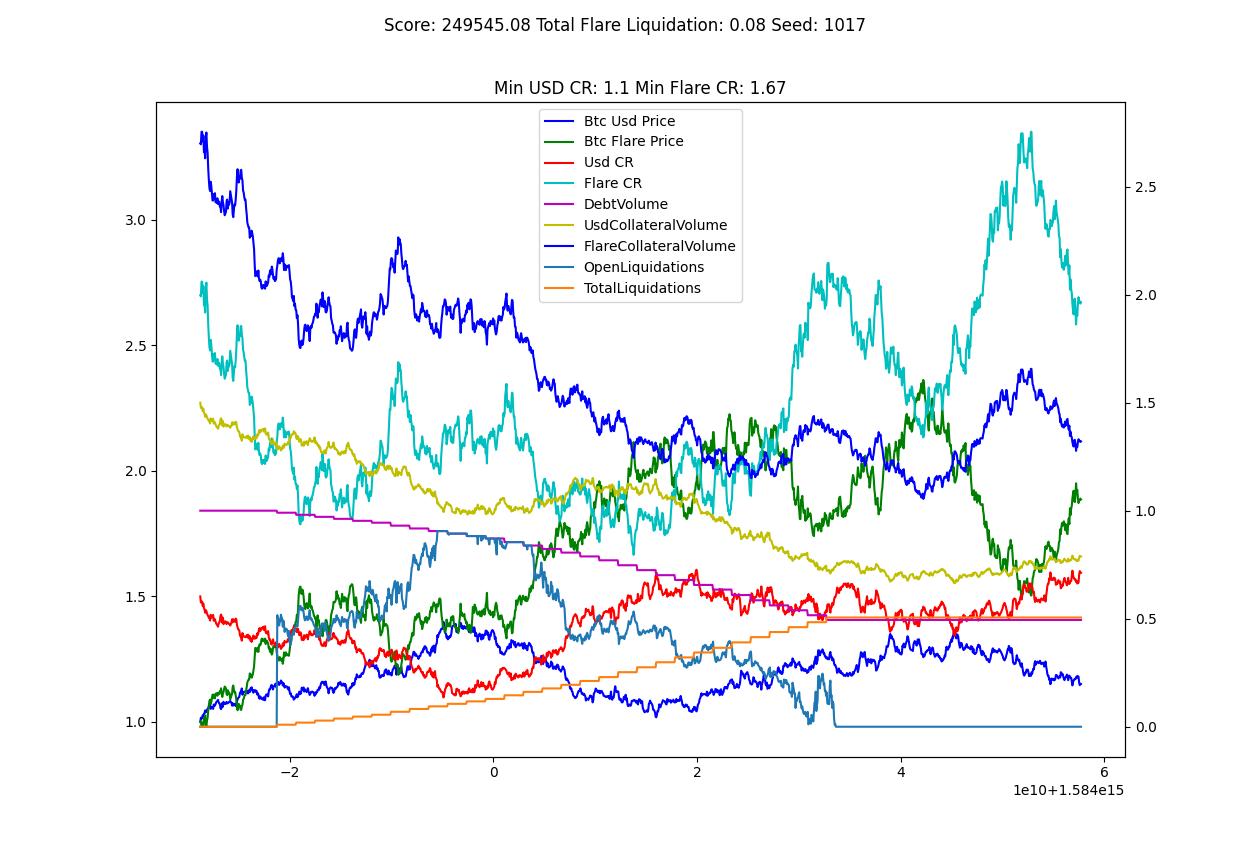 Score: 249545.08 Total Flare Liquidation: 0.08 Seed: 1017
Min USD CR: 1.1 Min Flare CR: 1.67
Btc Usd Price
Btc Flare Price
Usd CR
Flare CR
DebtVolume
UsdCollateralVolume
FlareCollateralVolume
OpenLiquidations
TotalLiquidations
3.0
2.5
2.0
1.5
1.0
2.5
2.0
1.5
1.0
0.5
0.0
−2 0 2 4 6
1e10+1.584e15